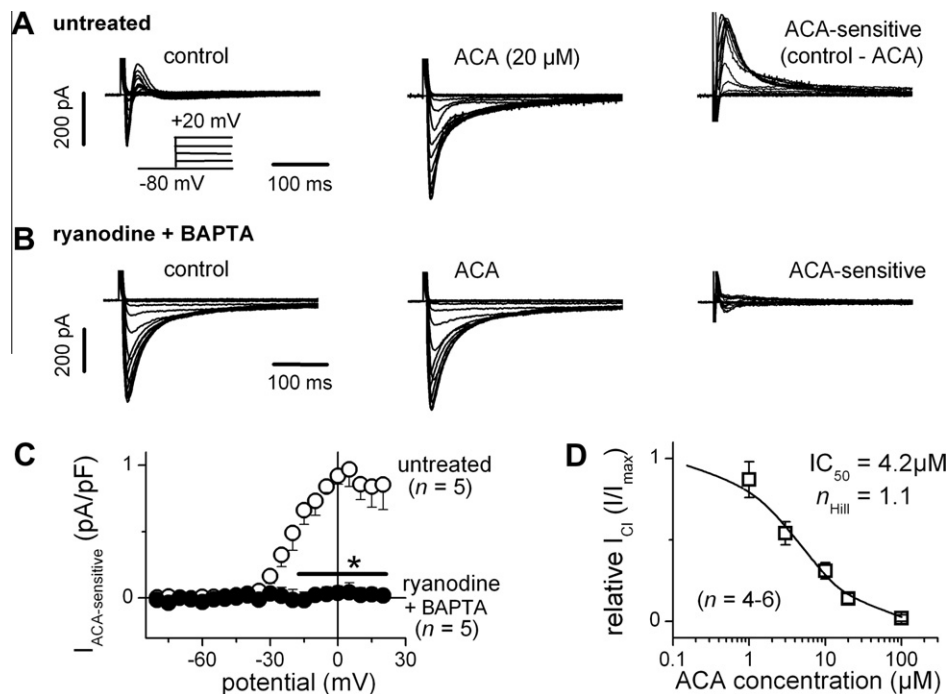 A untreated
control
ACA (20 µM)
ACA-sensitive
(control - ACA)
200 pA
+20 mV
-80 mV
100 ms
B ryanodine + BAPTA
control
ACA
ACA-sensitive
200 pA
100 ms
C
I ACA-sensitive (pA/pF)
1
0
untreated
(n = 5)
*
ryanodine
+ BAPTA
(n = 5)
-60 -30 0 30
potential (mV)
D
relative I Cl (I/I max)
1
0
IC50 = 4.2µM
nHill = 1.1
(n = 4-6)
0.1 1 10 100
ACA concentration (µM)